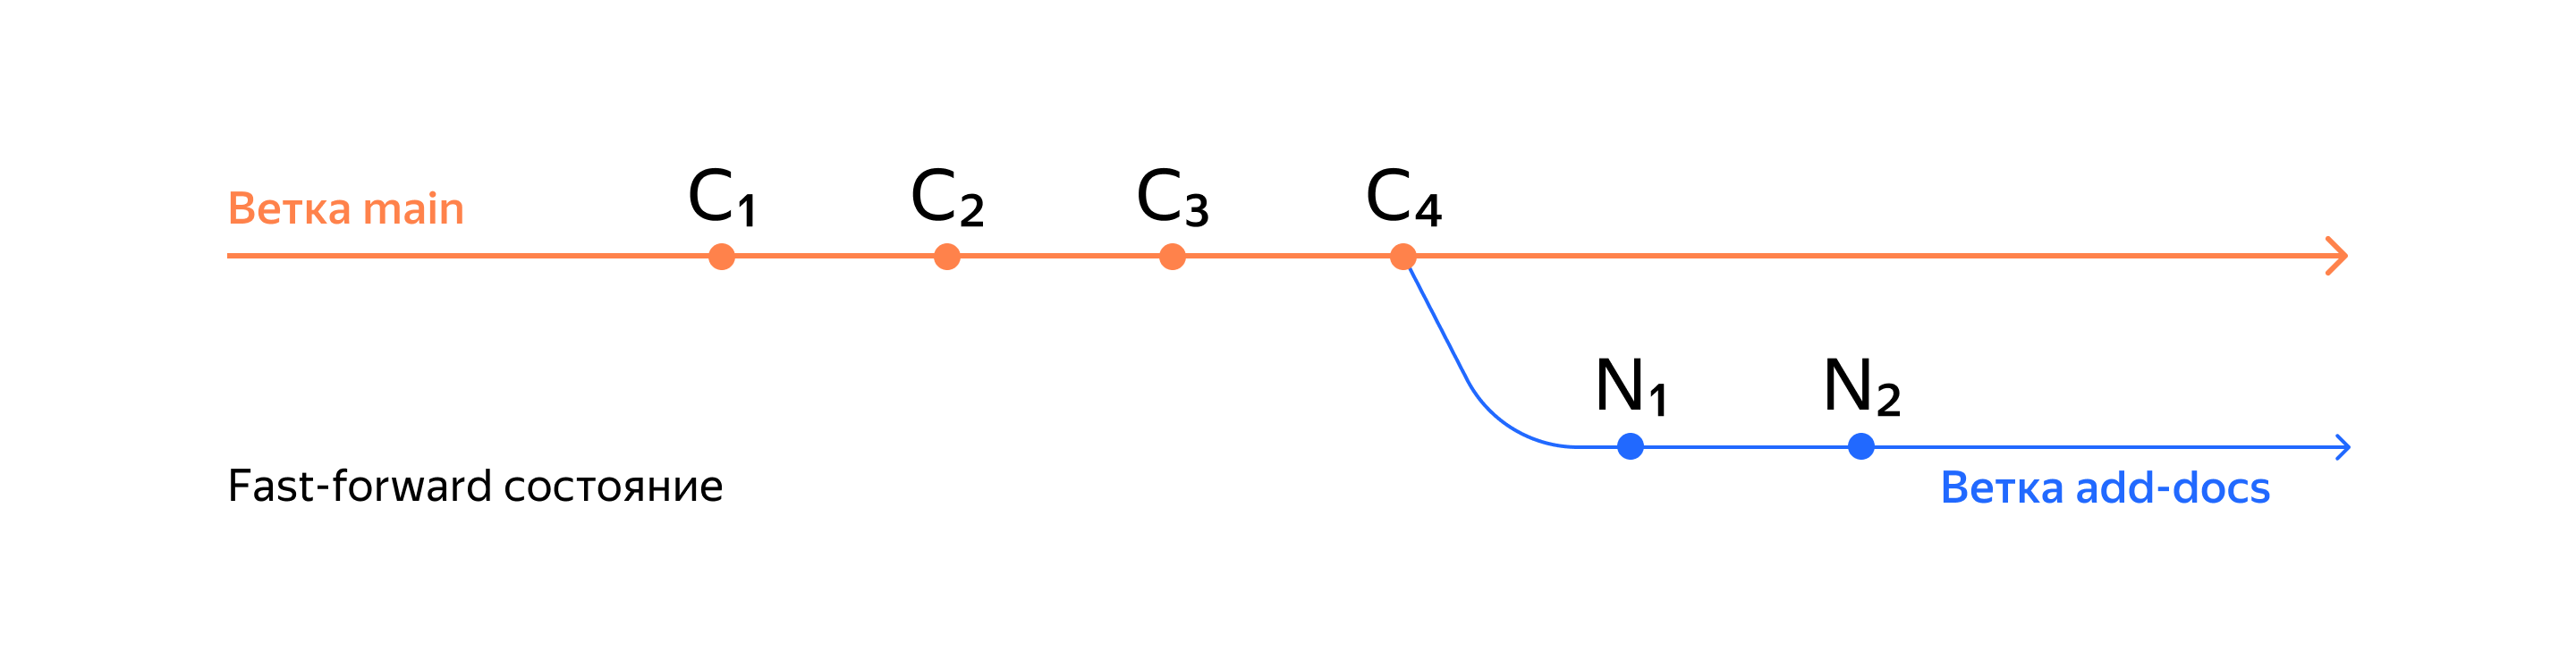 Ветка main
C₁ C₂ C₃ C₄
N₁ N₂
Fast-forward состояние
Ветка add-docs